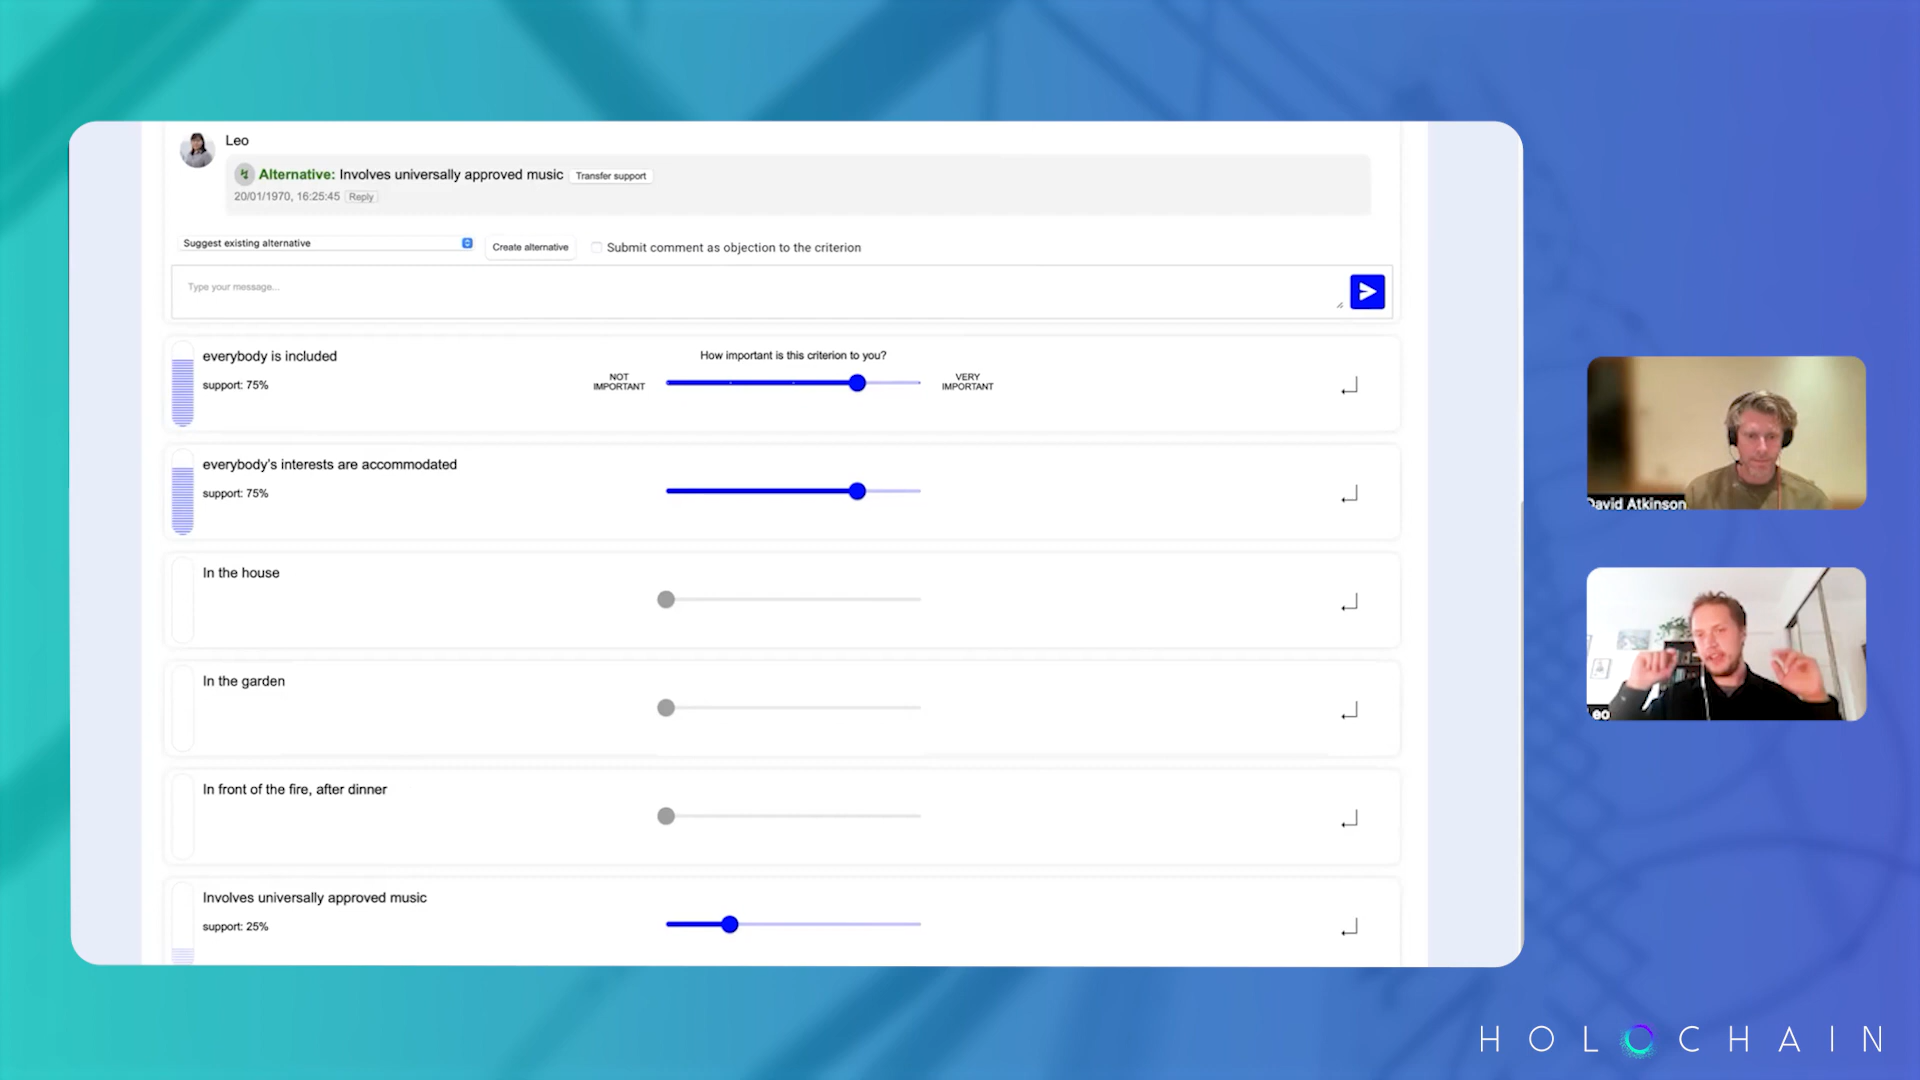 Leo
Alternative: Involves universally approved music Transfer support
20/01/1970, 16:25:45 Reply
Suggest existing alternative Create alternative Submit comment as objection to the criterion
Type your message...
everybody is included
support: 75%
How important is this criterion to you?
NOT IMPORTANT
VERY IMPORTANT
everybody's interests are accommodated
support: 75%
In the house
In the garden
In front of the fire, after dinner
Involves universally approved music
support: 25%
David Atkinson
Leo
HOLOCHAIN